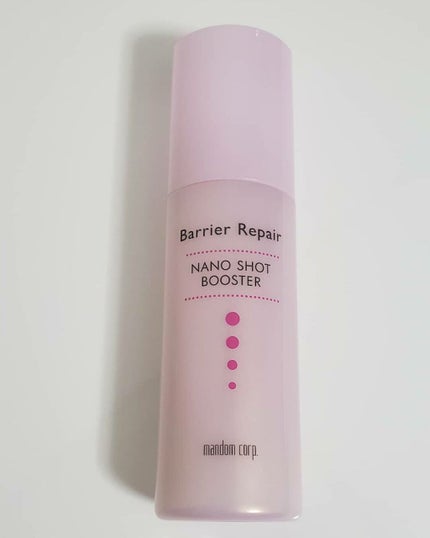 Barrier Repair
NANO SHOT
BOOSTER
mandom corp.